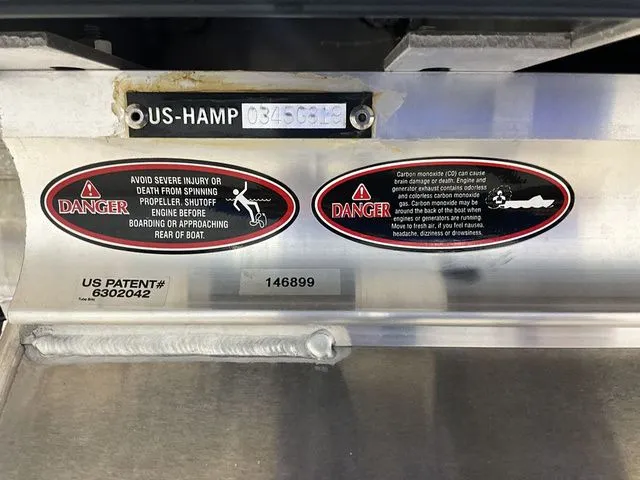 US-HAMP 0345G319
DANGER
AVOID SEVERE INJURY OR
DEATH FROM SPINNING
PROPELLER. SHUTOFF
ENGINE BEFORE
BOARDING OR APPROACHING
REAR OF BOAT.
DANGER
Carbon monoxide (CO) can cause
brain damage or death. Engine and
generator exhaust contains odorless
and colorless carbon monoxide
gas. Carbon monoxide may be
around the back of the boat when
engines or generators are running.
Move to fresh air, if you feel nausea,
headache, dizziness or drowsiness.
US PATENT#
6302042
146899